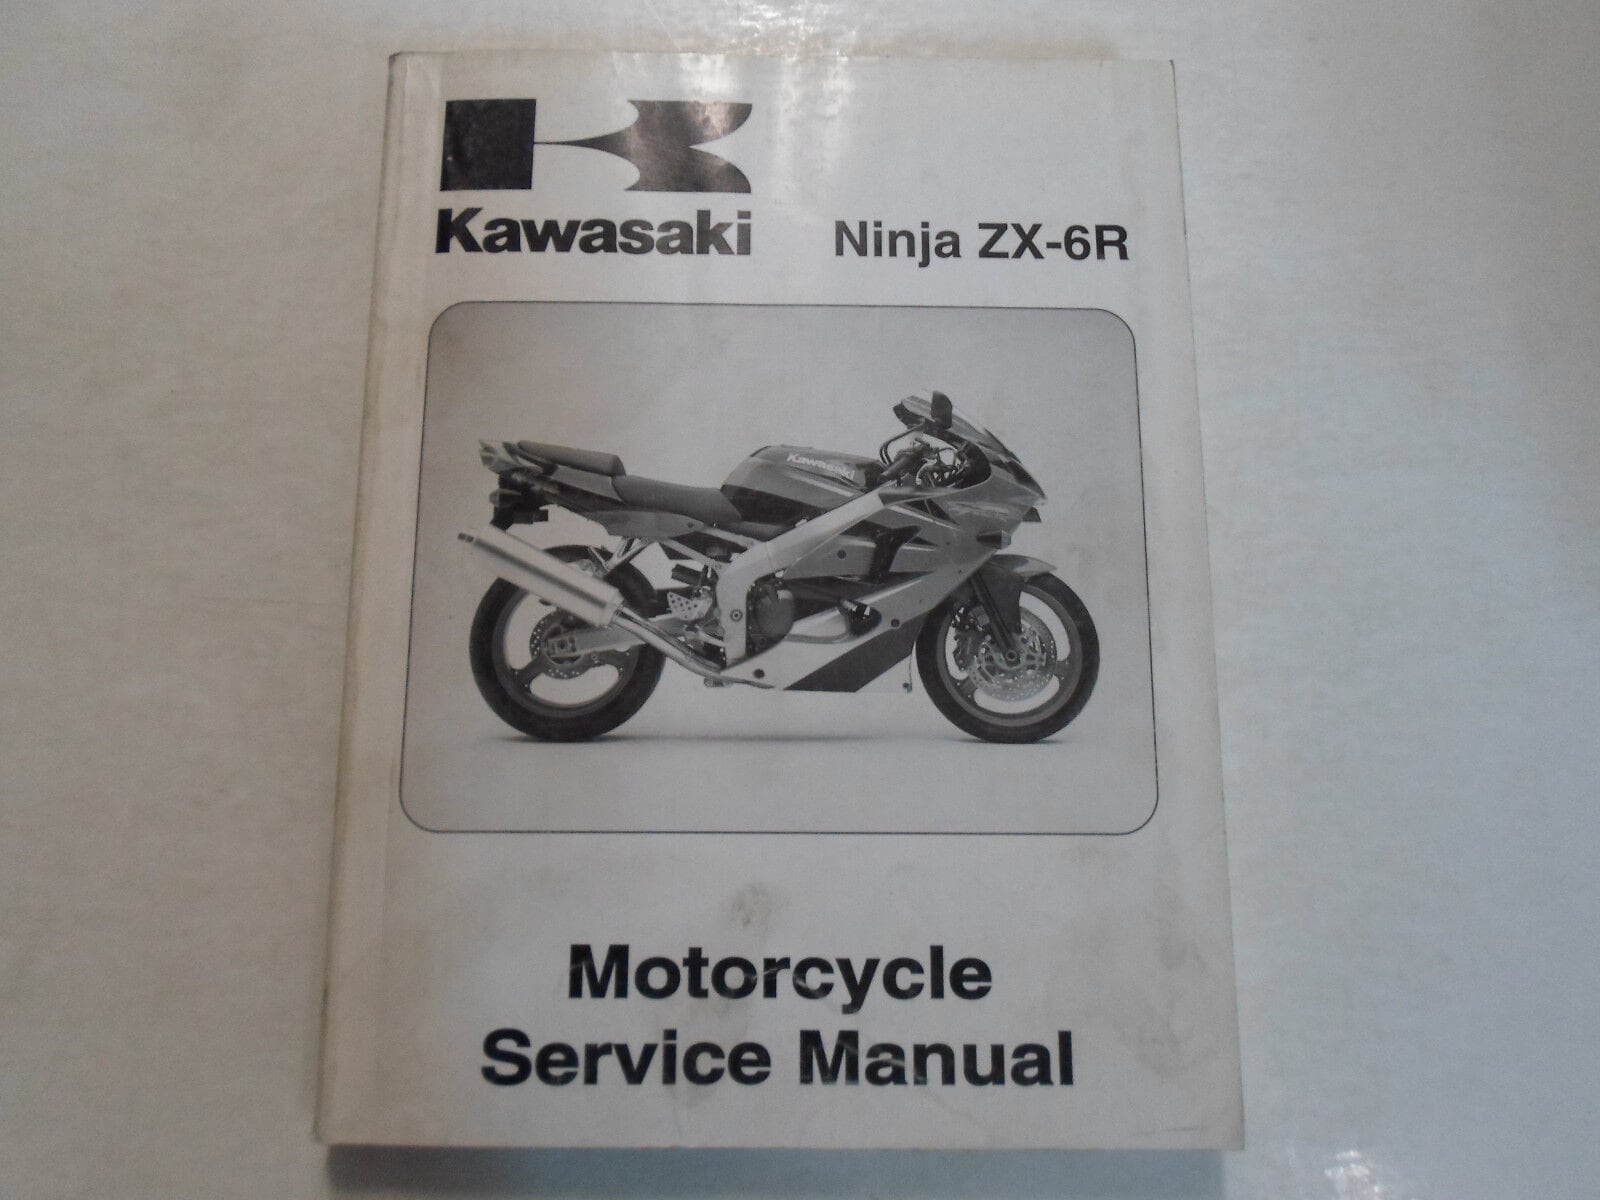 Kawasaki
Ninja ZX-6R
Kawasaki
Motorcycle
Service Manual